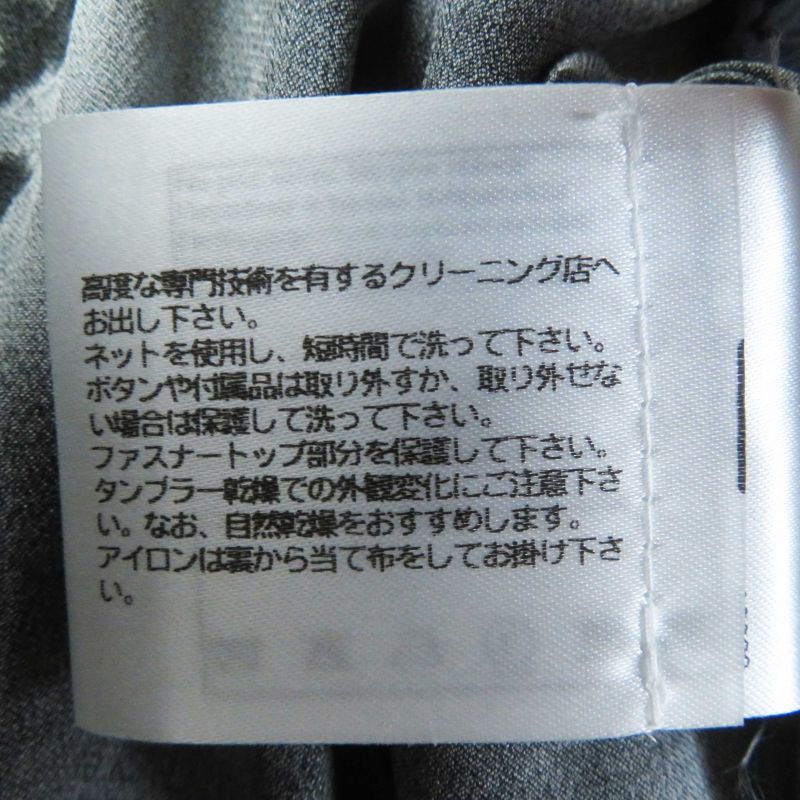 高度な専門技術を有するクリーニング店へ
お出し下さい。
ネットを使用し、短時間で洗って下さい。
ボタンや付属品は取り外すか、取り外せな
い場合は保護して洗って下さい。
ファスナートップ部分を保護して下さい。
タンブラー乾燥での外観変化にご注意下さ
い。なお、自然乾燥をおすすめします。
アイロンは裏から当て布をしてお掛け下さ
い。